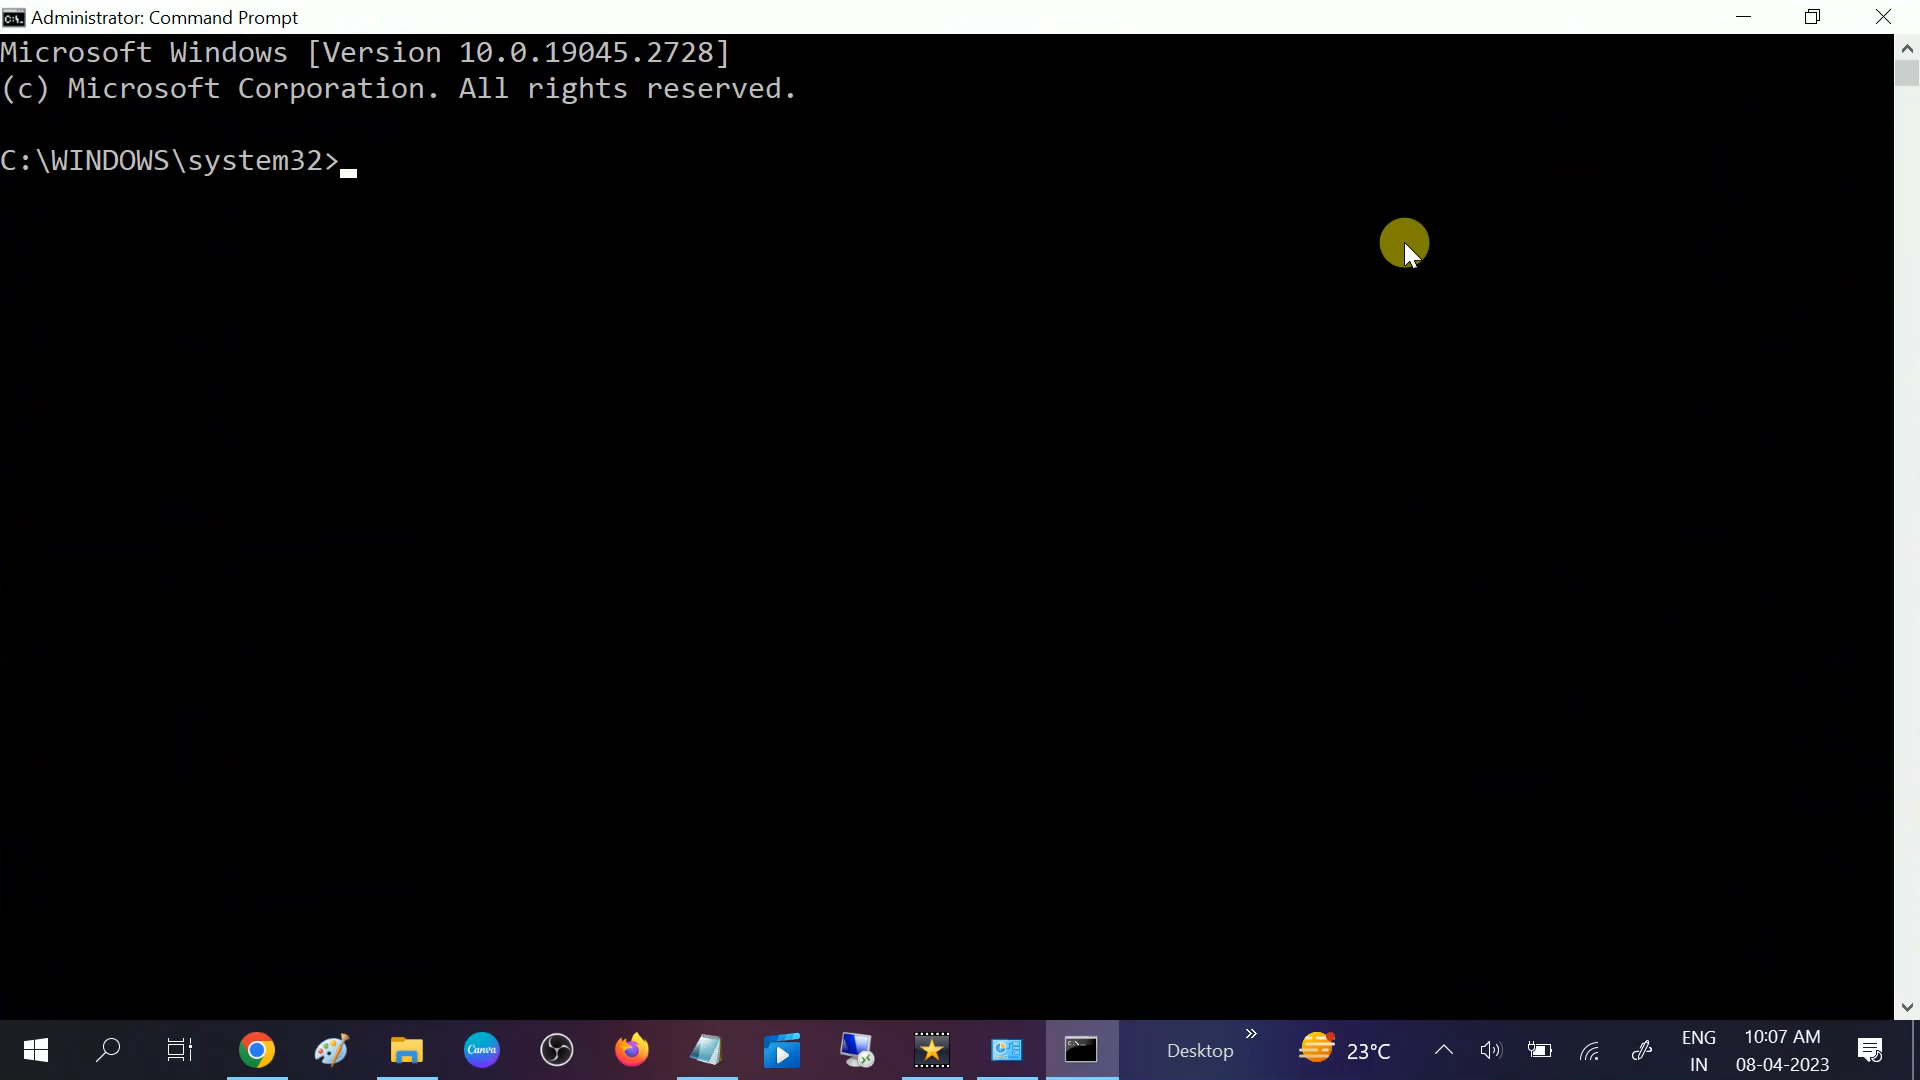 Administrator: Command Prompt
Microsoft Windows [Version 10.0.19045.2728]
(c) Microsoft Corporation. All rights reserved.
C:\WINDOWS\system32>
Canva
Desktop
23°C
ENG
IN
10:07 AM
08-04-2023